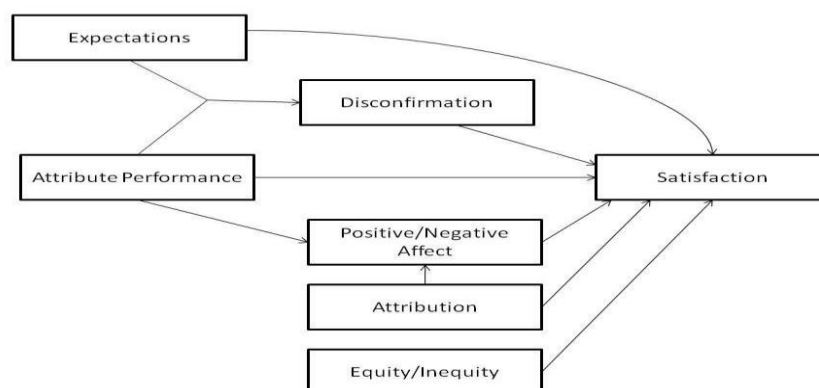 Expectations
Disconfirmation
Attribute Performance
Satisfaction
Positive/Negative
Affect
Attribution
Equity/Inequity